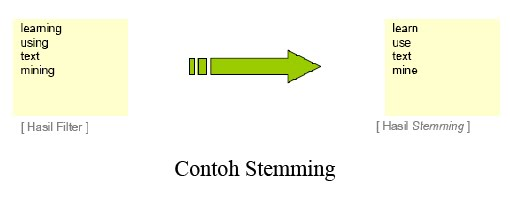 learning
using
text
mining
[ Hasil Filter ]
learn
use
text
mine
[ Hasil Stemming ]
Contoh Stemming